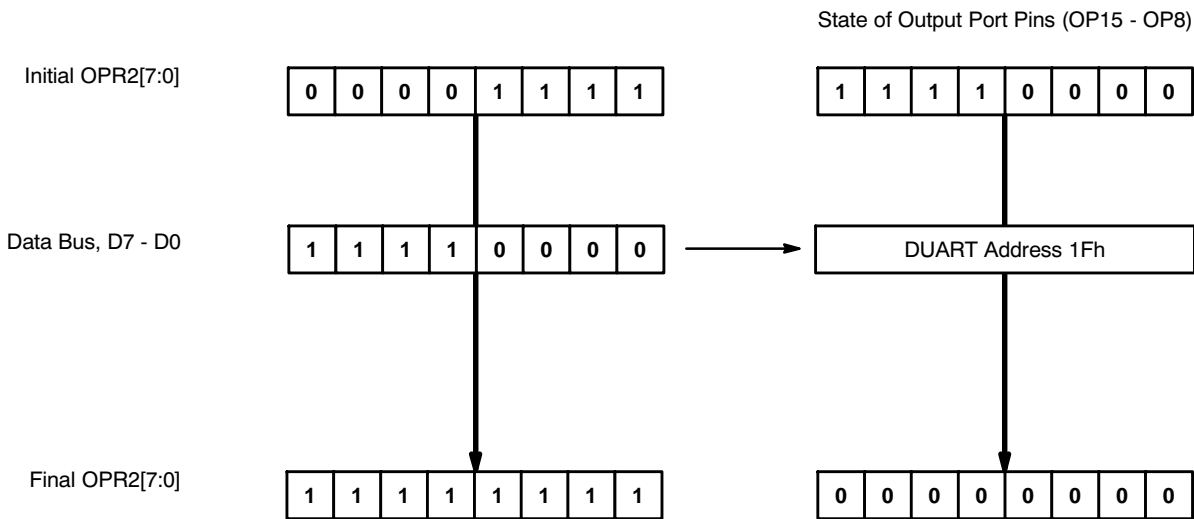 State of Output Port Pins (OP15 - OP8)
Initial OPR2[7:0]
0 0 0 0 1 1 1 1
1 1 1 1 0 0 0 0
Data Bus, D7 - D0
1 1 1 1 0 0 0 0
DUART Address 1Fh
Final OPR2[7:0]
1 1 1 1 1 1 1 1
0 0 0 0 0 0 0 0